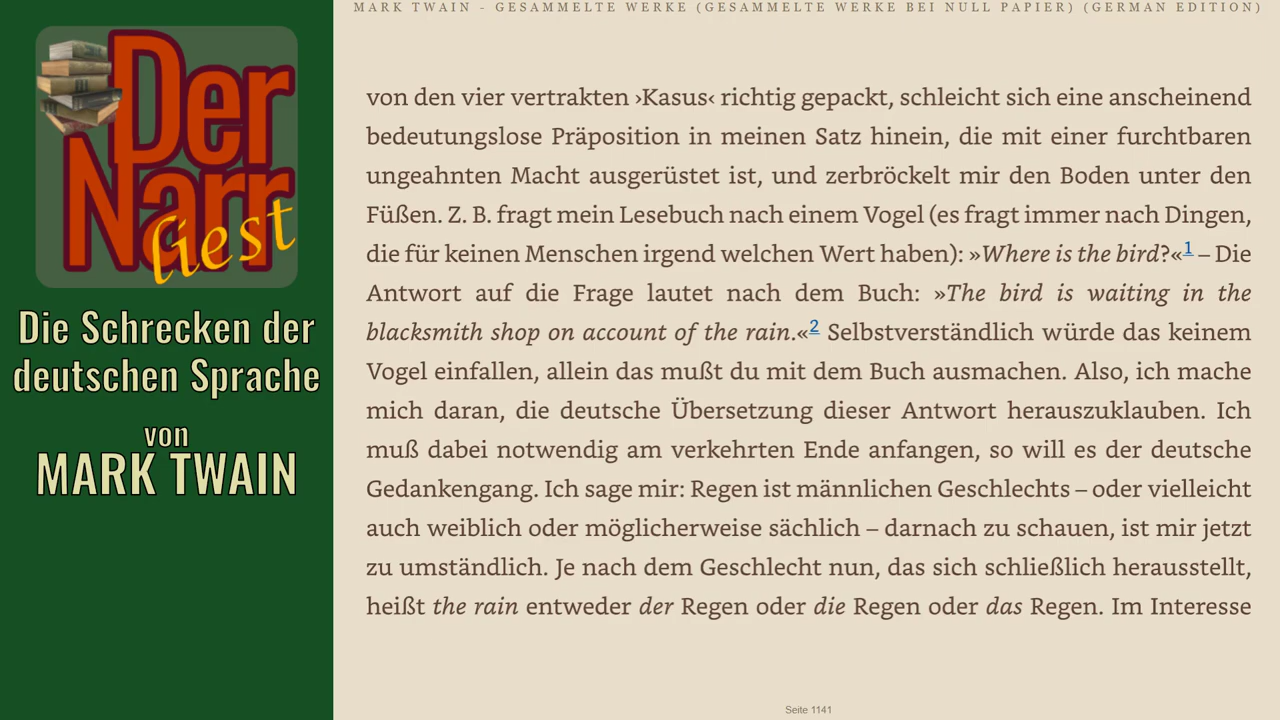 Der
Narr
liest
Die Schrecken der
deutschen Sprache
von
MARK TWAIN
MARK TWAIN - GESAMMELTE WERKE (GESAMMELTE WERKE BEI NULL PAPIER) (GERMAN EDITION)
von den vier vertrakten ›Kasus‹ richtig gepackt, schleicht sich eine anscheinend
bedeutungslose Präposition in meinen Satz hinein, die mit einer furchtbaren
ungeahnten Macht ausgerüstet ist, und zerbröckelt mir den Boden unter den
Füßen. Z. B. fragt mein Lesebuch nach einem Vogel (es fragt immer nach Dingen,
die für keinen Menschen irgend welchen Wert haben): »Where is the bird?«1 – Die
Antwort auf die Frage lautet nach dem Buch: »The bird is waiting in the
blacksmith shop on account of the rain.«2 Selbstverständlich würde das keinem
Vogel einfallen, allein das mußt du mit dem Buch ausmachen. Also, ich mache
mich daran, die deutsche Übersetzung dieser Antwort herauszuklauben. Ich
muß dabei notwendig am verkehrten Ende anfangen, so will es der deutsche
Gedankengang. Ich sage mir: Regen ist männlichen Geschlechts – oder vielleicht
auch weiblich oder möglicherweise sächlich – darnach zu schauen, ist mir jetzt
zu umständlich. Je nach dem Geschlecht nun, das sich schließlich herausstellt,
heißt the rain entweder der Regen oder die Regen oder das Regen. Im Interesse
Seite 1141